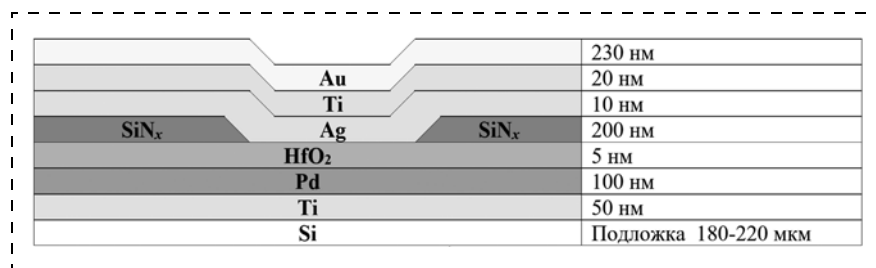 230 нм
Au 20 нм
Ti 10 нм
SiNx Ag SiNx 200 нм
HfO2 5 нм
Pd 100 нм
Ti 50 нм
Si Подложка 180-220 мкм